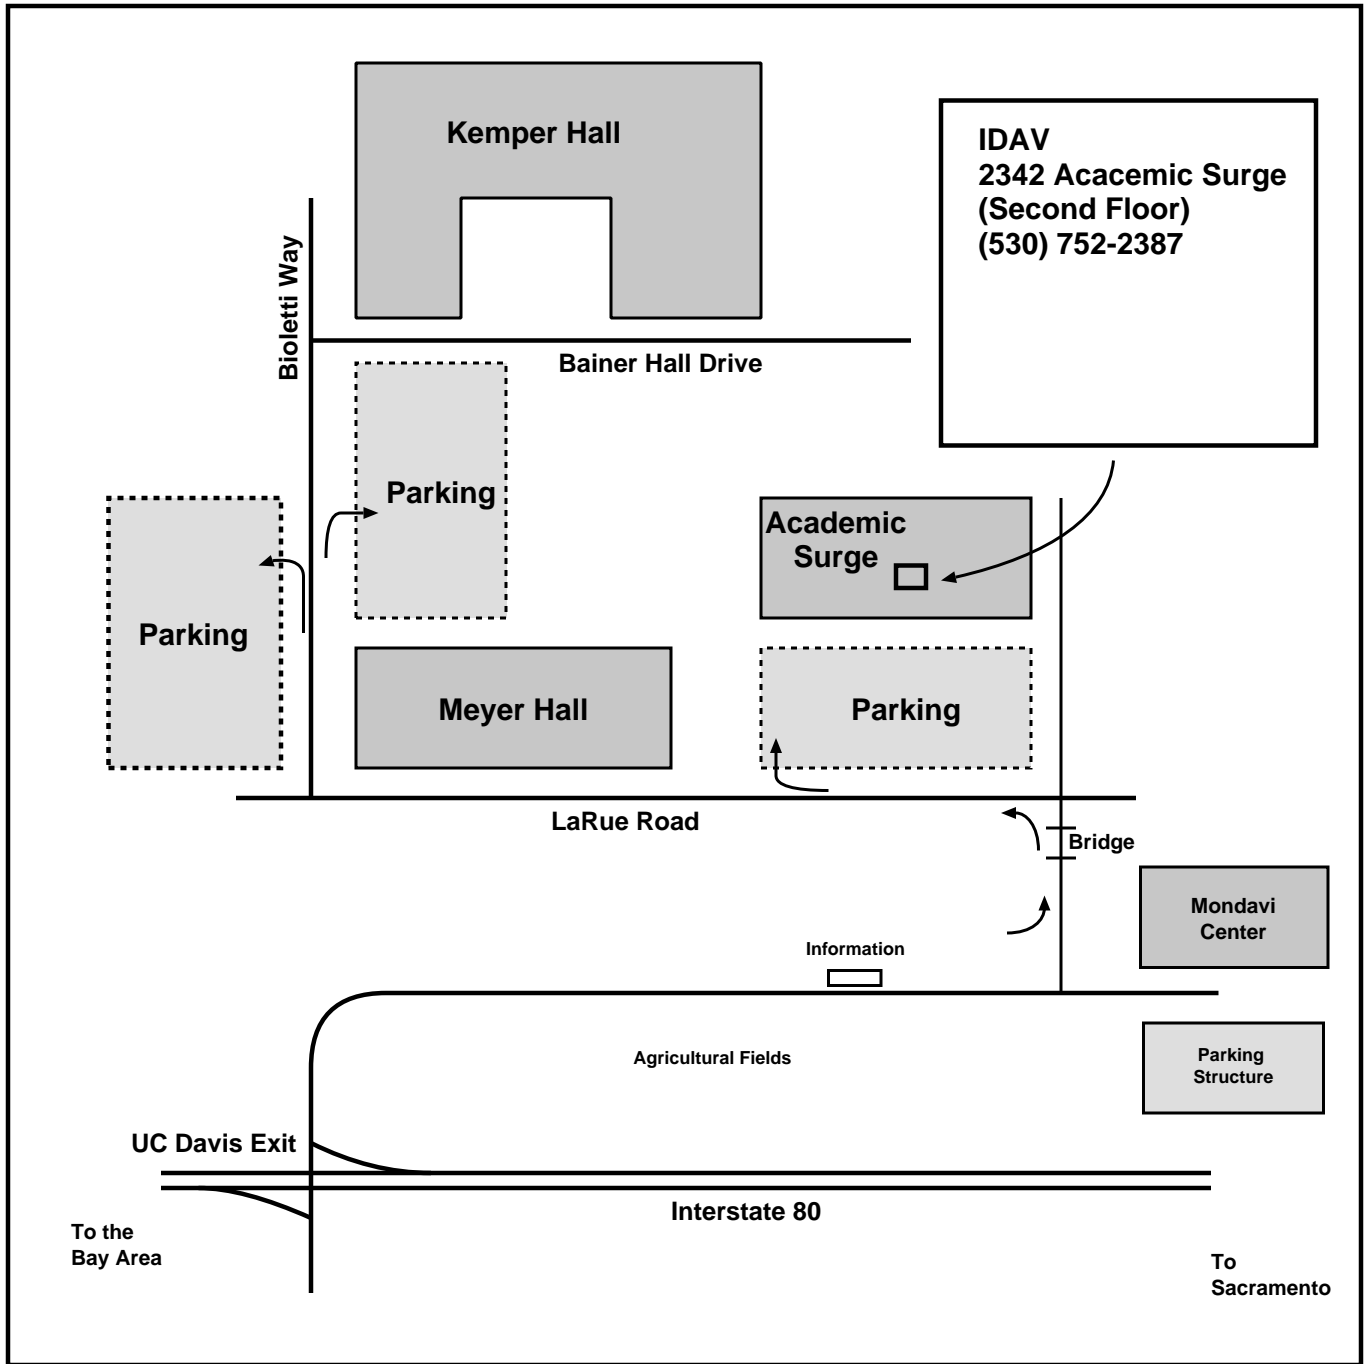 Kemper Hall
IDAV
2342 Acacemic Surge
(Second Floor)
(530) 752-2387
Bioletti Way
Bainer Hall Drive
Parking
Academic
Surge
Parking
Meyer Hall
Parking
LaRue Road
Bridge
Mondavi
Center
Information
Agricultural Fields
Parking
Structure
UC Davis Exit
Interstate 80
To the
Bay Area
To
Sacramento